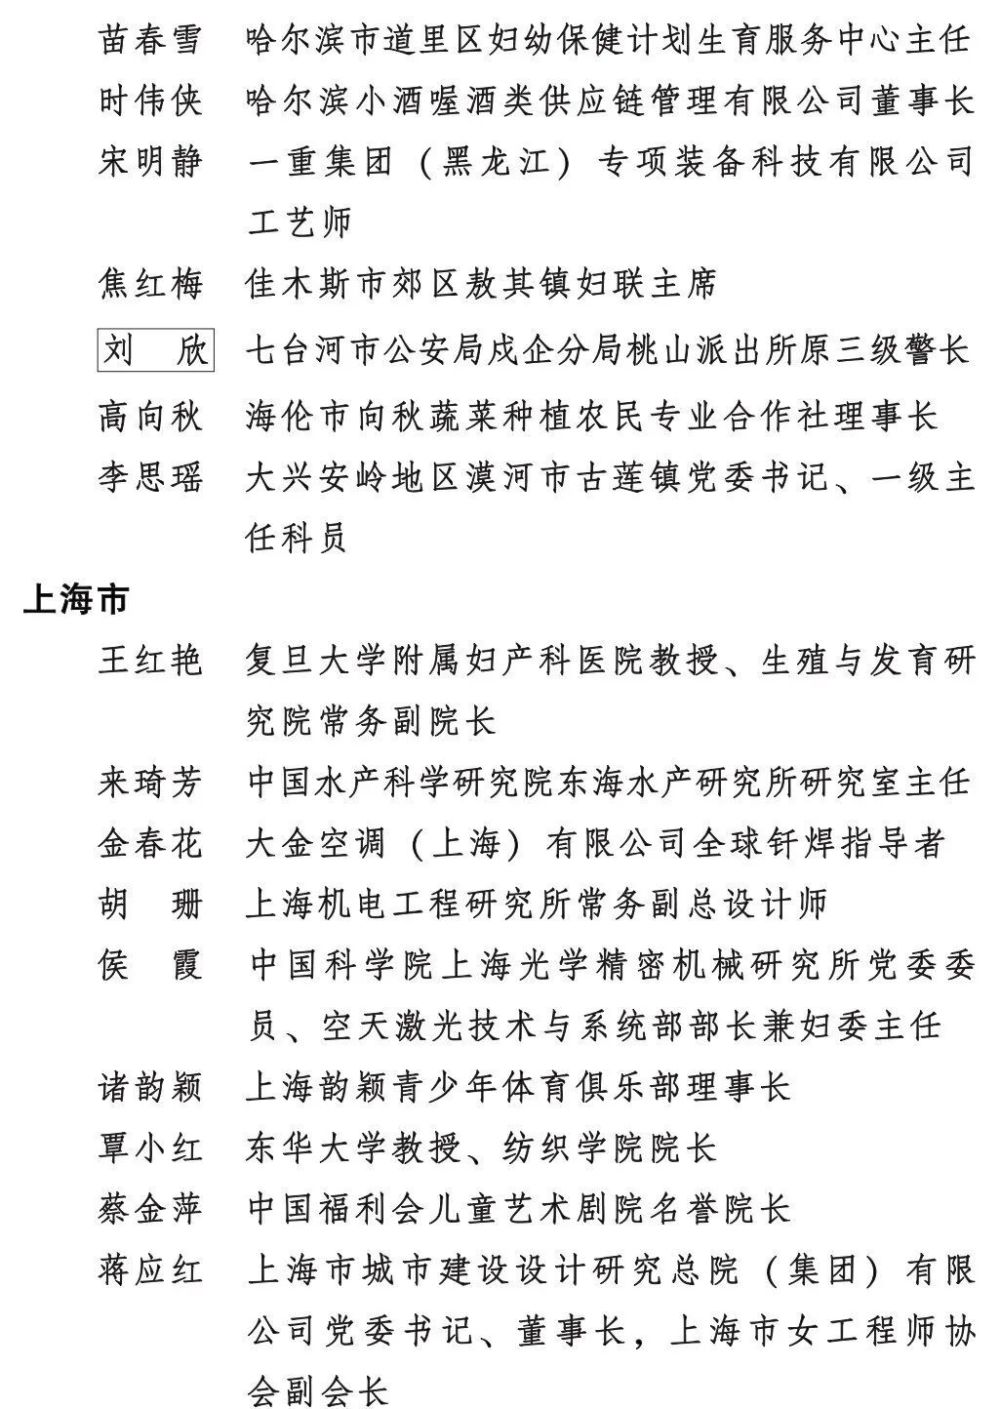 苗春雪 哈尔滨市道里区妇幼保健计划生育服务中心主任
时伟侠 哈尔滨小酒喔酒类供应链管理有限公司董事长
宋明静 一重集团（黑龙江）专项装备科技有限公司
工艺师
焦红梅 佳木斯市郊区敖其镇妇联主席
刘 欣 七台河市公安局戍企分局桃山派出所原三级警长
高向秋 海伦市向秋蔬菜种植农民专业合作社理事长
李思瑶 大兴安岭地区漠河市古莲镇党委书记、一级主
任科员
上海市
王红艳 复旦大学附属妇产科医院教授、生殖与发育研
究院常务副院长
来琦芳 中国水产科学研究院东海水产研究所研究室主任
金春花 大金空调（上海）有限公司全球钎焊指导者
胡 珊 上海机电工程研究所常务副总设计师
侯 霞 中国科学院上海光学精密机械研究所党委委
员、空天激光技术与系统部部长兼妇委主任
诸韵颖 上海韵颖青少年体育俱乐部理事长
覃小红 东华大学教授、纺织学院院长
蔡金萍 中国福利会儿童艺术剧院名誉院长
蒋应红 上海市城市建设设计研究总院（集团）有限
公司党委书记、董事长，上海市女工程师协
会副会长